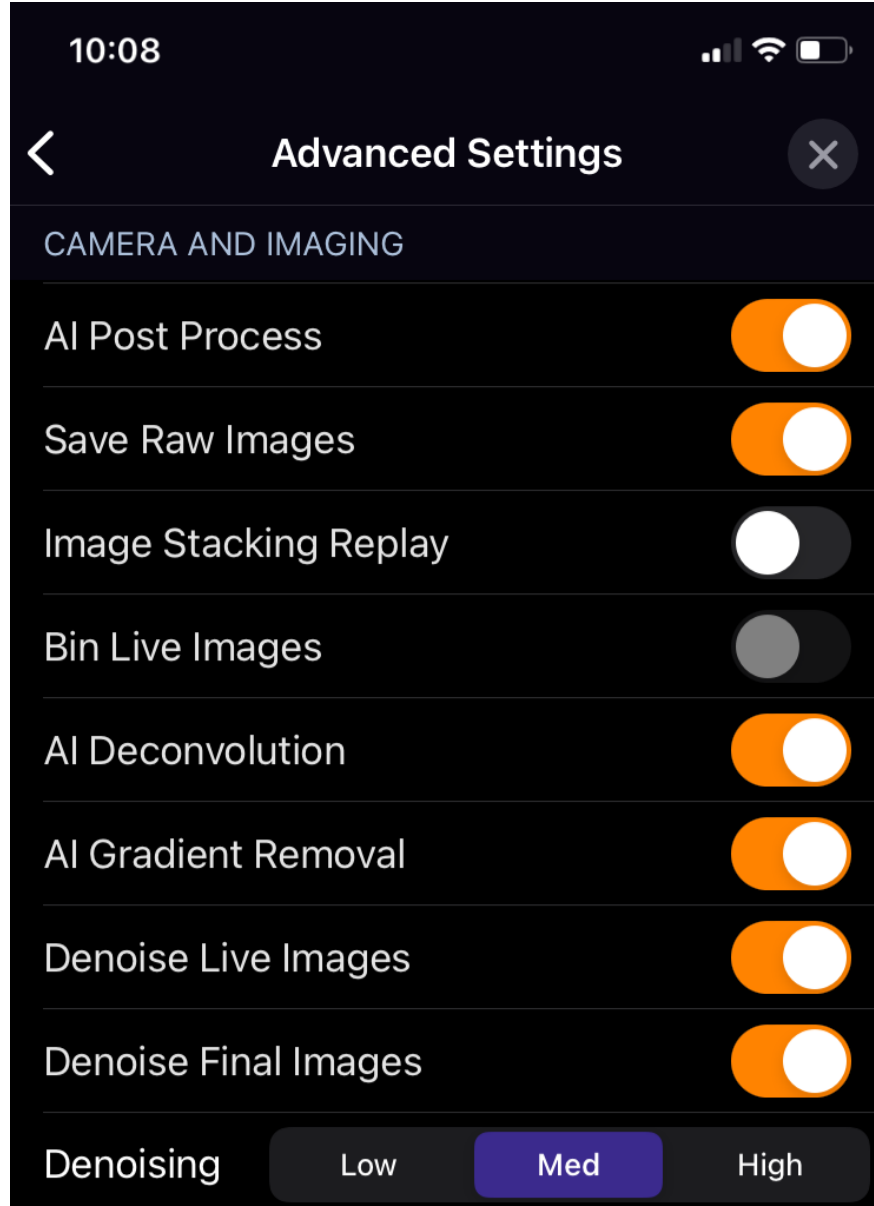 10:08
Advanced Settings
CAMERA AND IMAGING
AI Post Process
Save Raw Images
Image Stacking Replay
Bin Live Images
AI Deconvolution
AI Gradient Removal
Denoise Live Images
Denoise Final Images
Denoising Low Med High